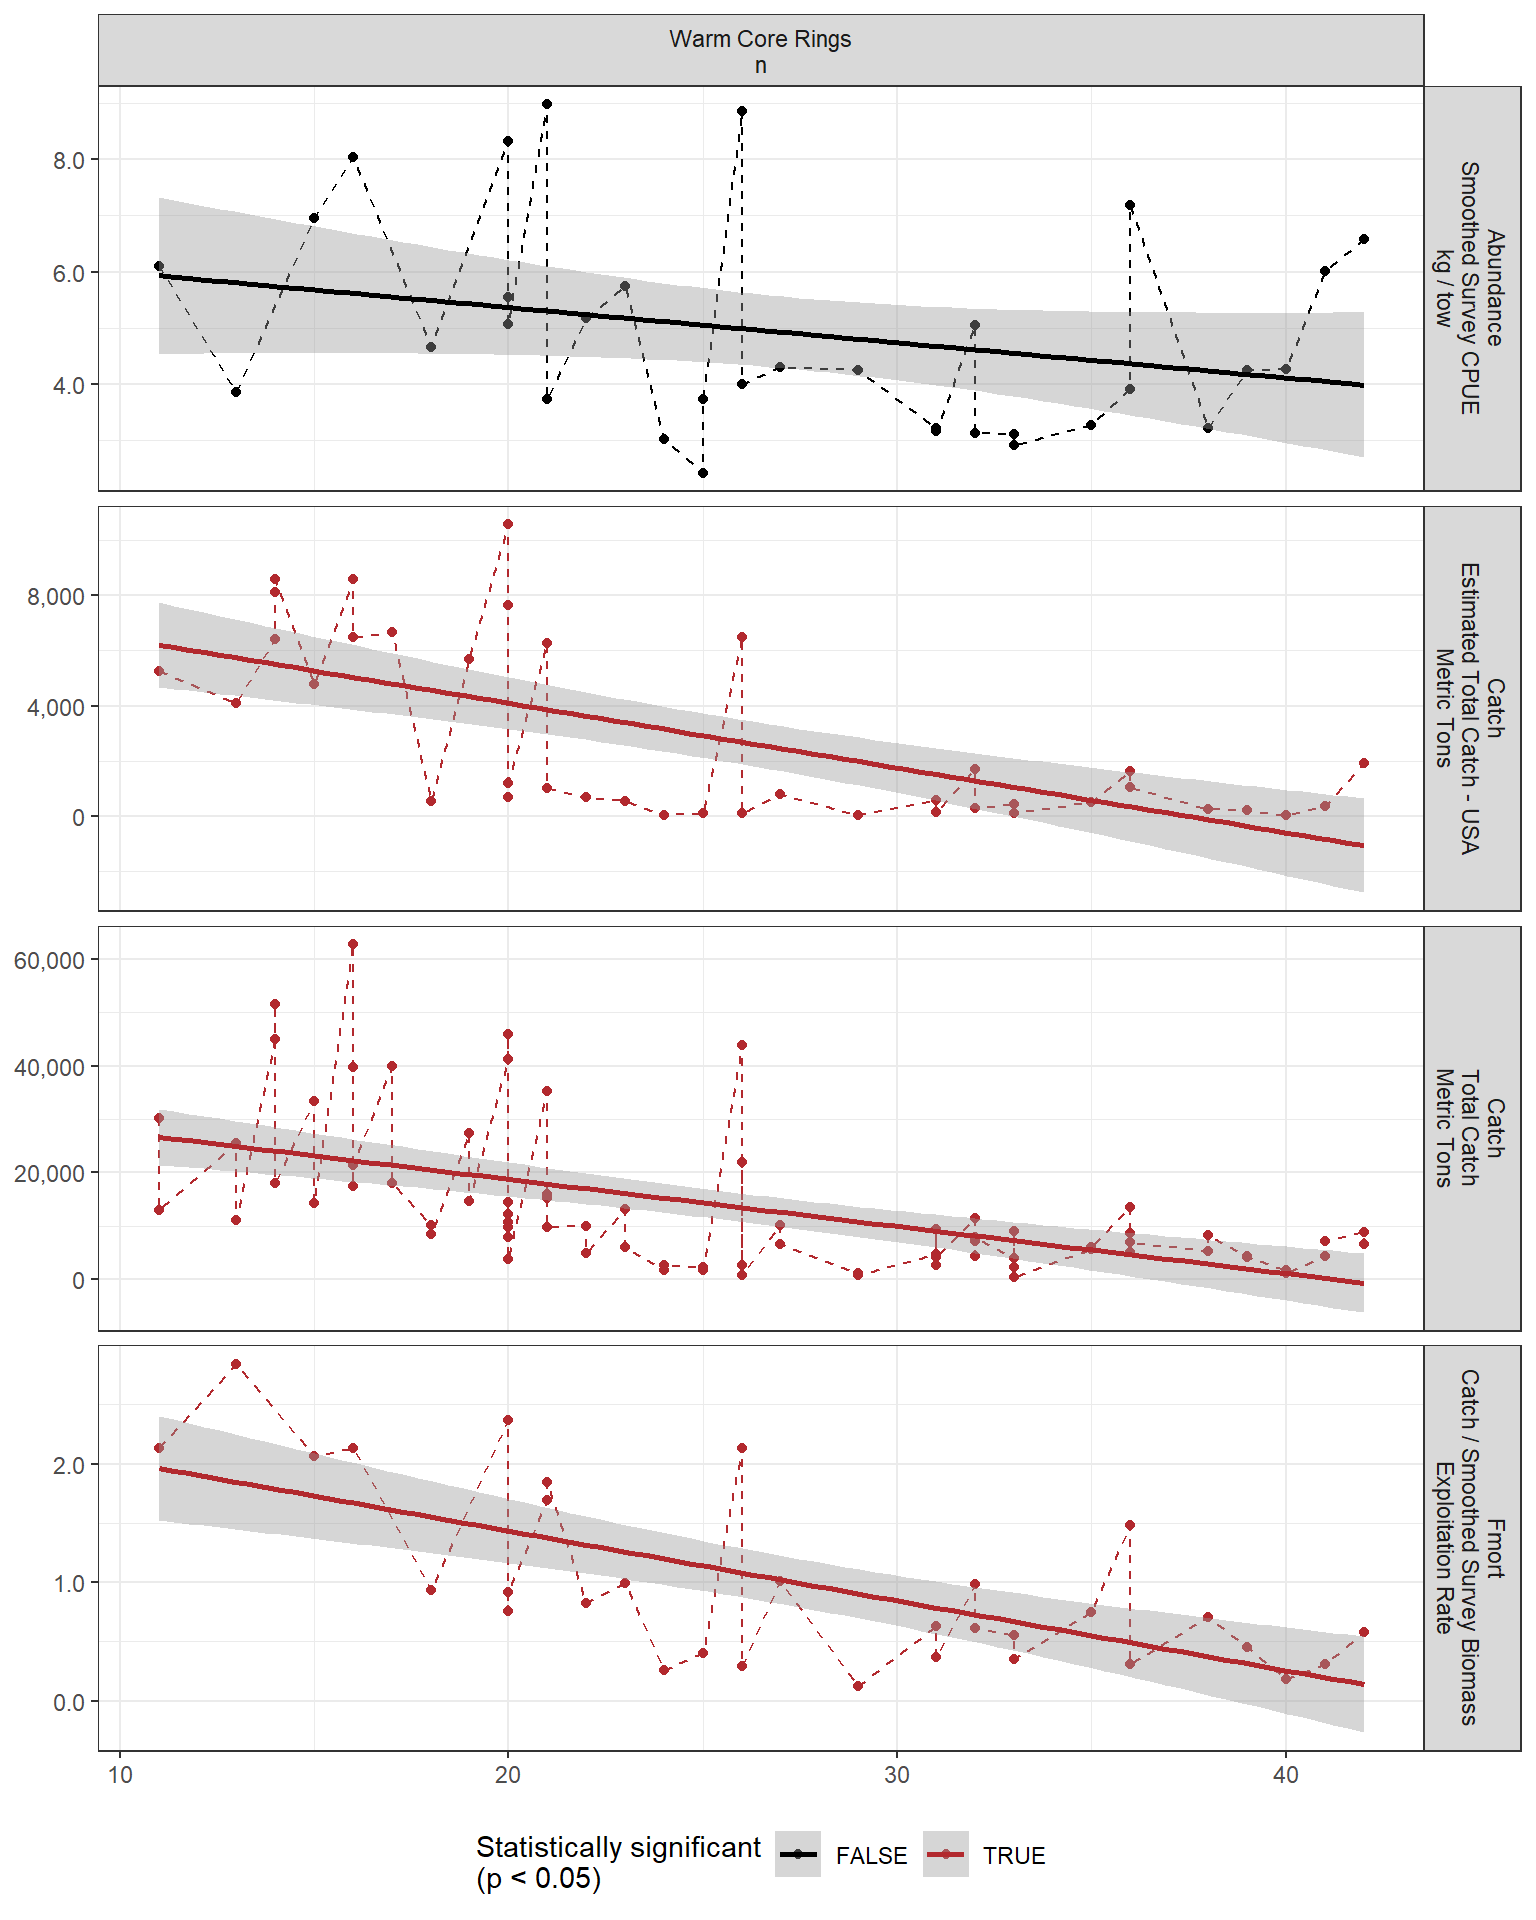 Warm Core Rings
n
8.0
6.0
4.0
Abundance
Smoothed Survey CPUE
kg / tow
8,000
4,000
0
Catch
Estimated Total Catch - USA
Metric Tons
60,000
40,000
20,000
0
Catch
Total Catch
Metric Tons
2.0
1.0
0.0
Fmort
Catch / Smoothed Survey Biomass
Exploitation Rate
10 20 30 40
Statistically significant
(p < 0.05)
FALSE TRUE